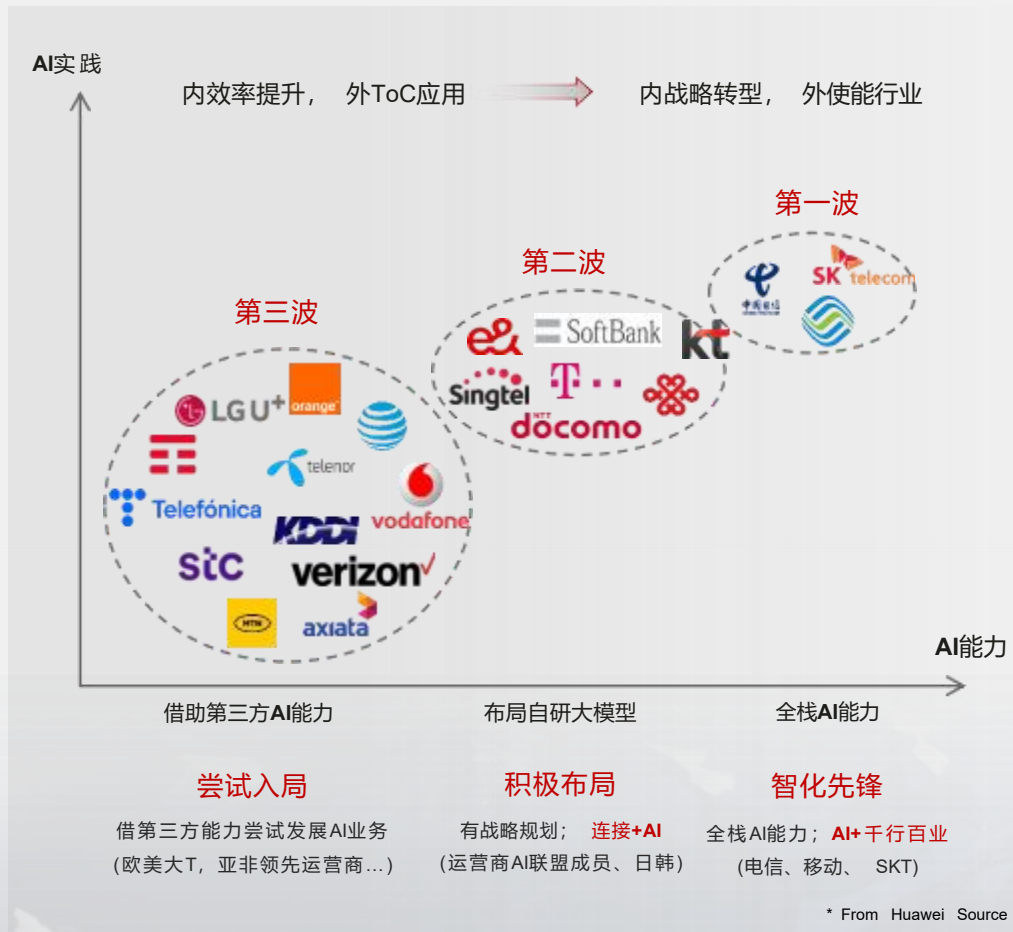 AI实践
内效率提升， 外ToC应用
内战略转型， 外使能行业
第一波
第二波
第三波
中国电信
SK telecom
e&
SoftBank
kt
Singtel
T
NTT
döcomo
LG U+
orange
telenor
Telefónica
KDDI
vodafone
stc
verizon
MTN
axiata
AI能力
借助第三方AI能力
布局自研大模型
全栈AI能力
尝试入局
积极布局
智化先锋
借第三方能力尝试发展AI业务
(欧美大T，亚非领先运营商…)
有战略规划； 连接+AI
(运营商AI联盟成员、日韩)
全栈AI能力；AI+千行百业
(电信、移动、 SKT)
* From Huawei Source